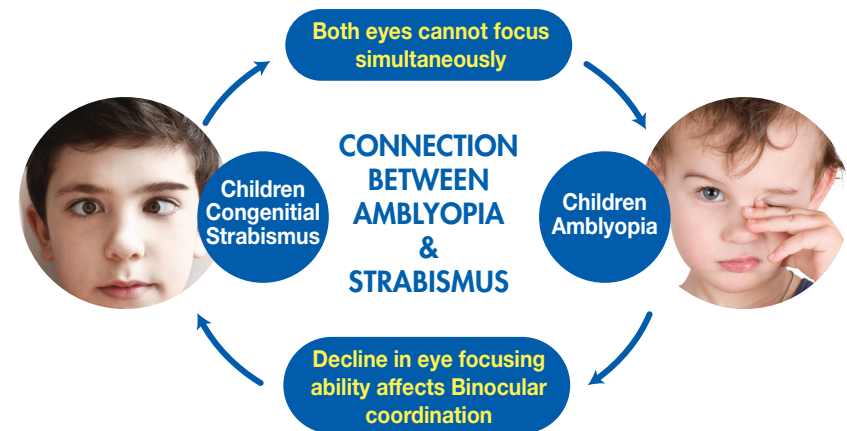 Both eyes cannot focus
simultaneously
CONNECTION
BETWEEN
AMBLYOPIA
&
STRABISMUS
Children
Congenitial
Strabismus
Children
Amblyopia
Decline in eye focusing
ability affects Binocular
coordination